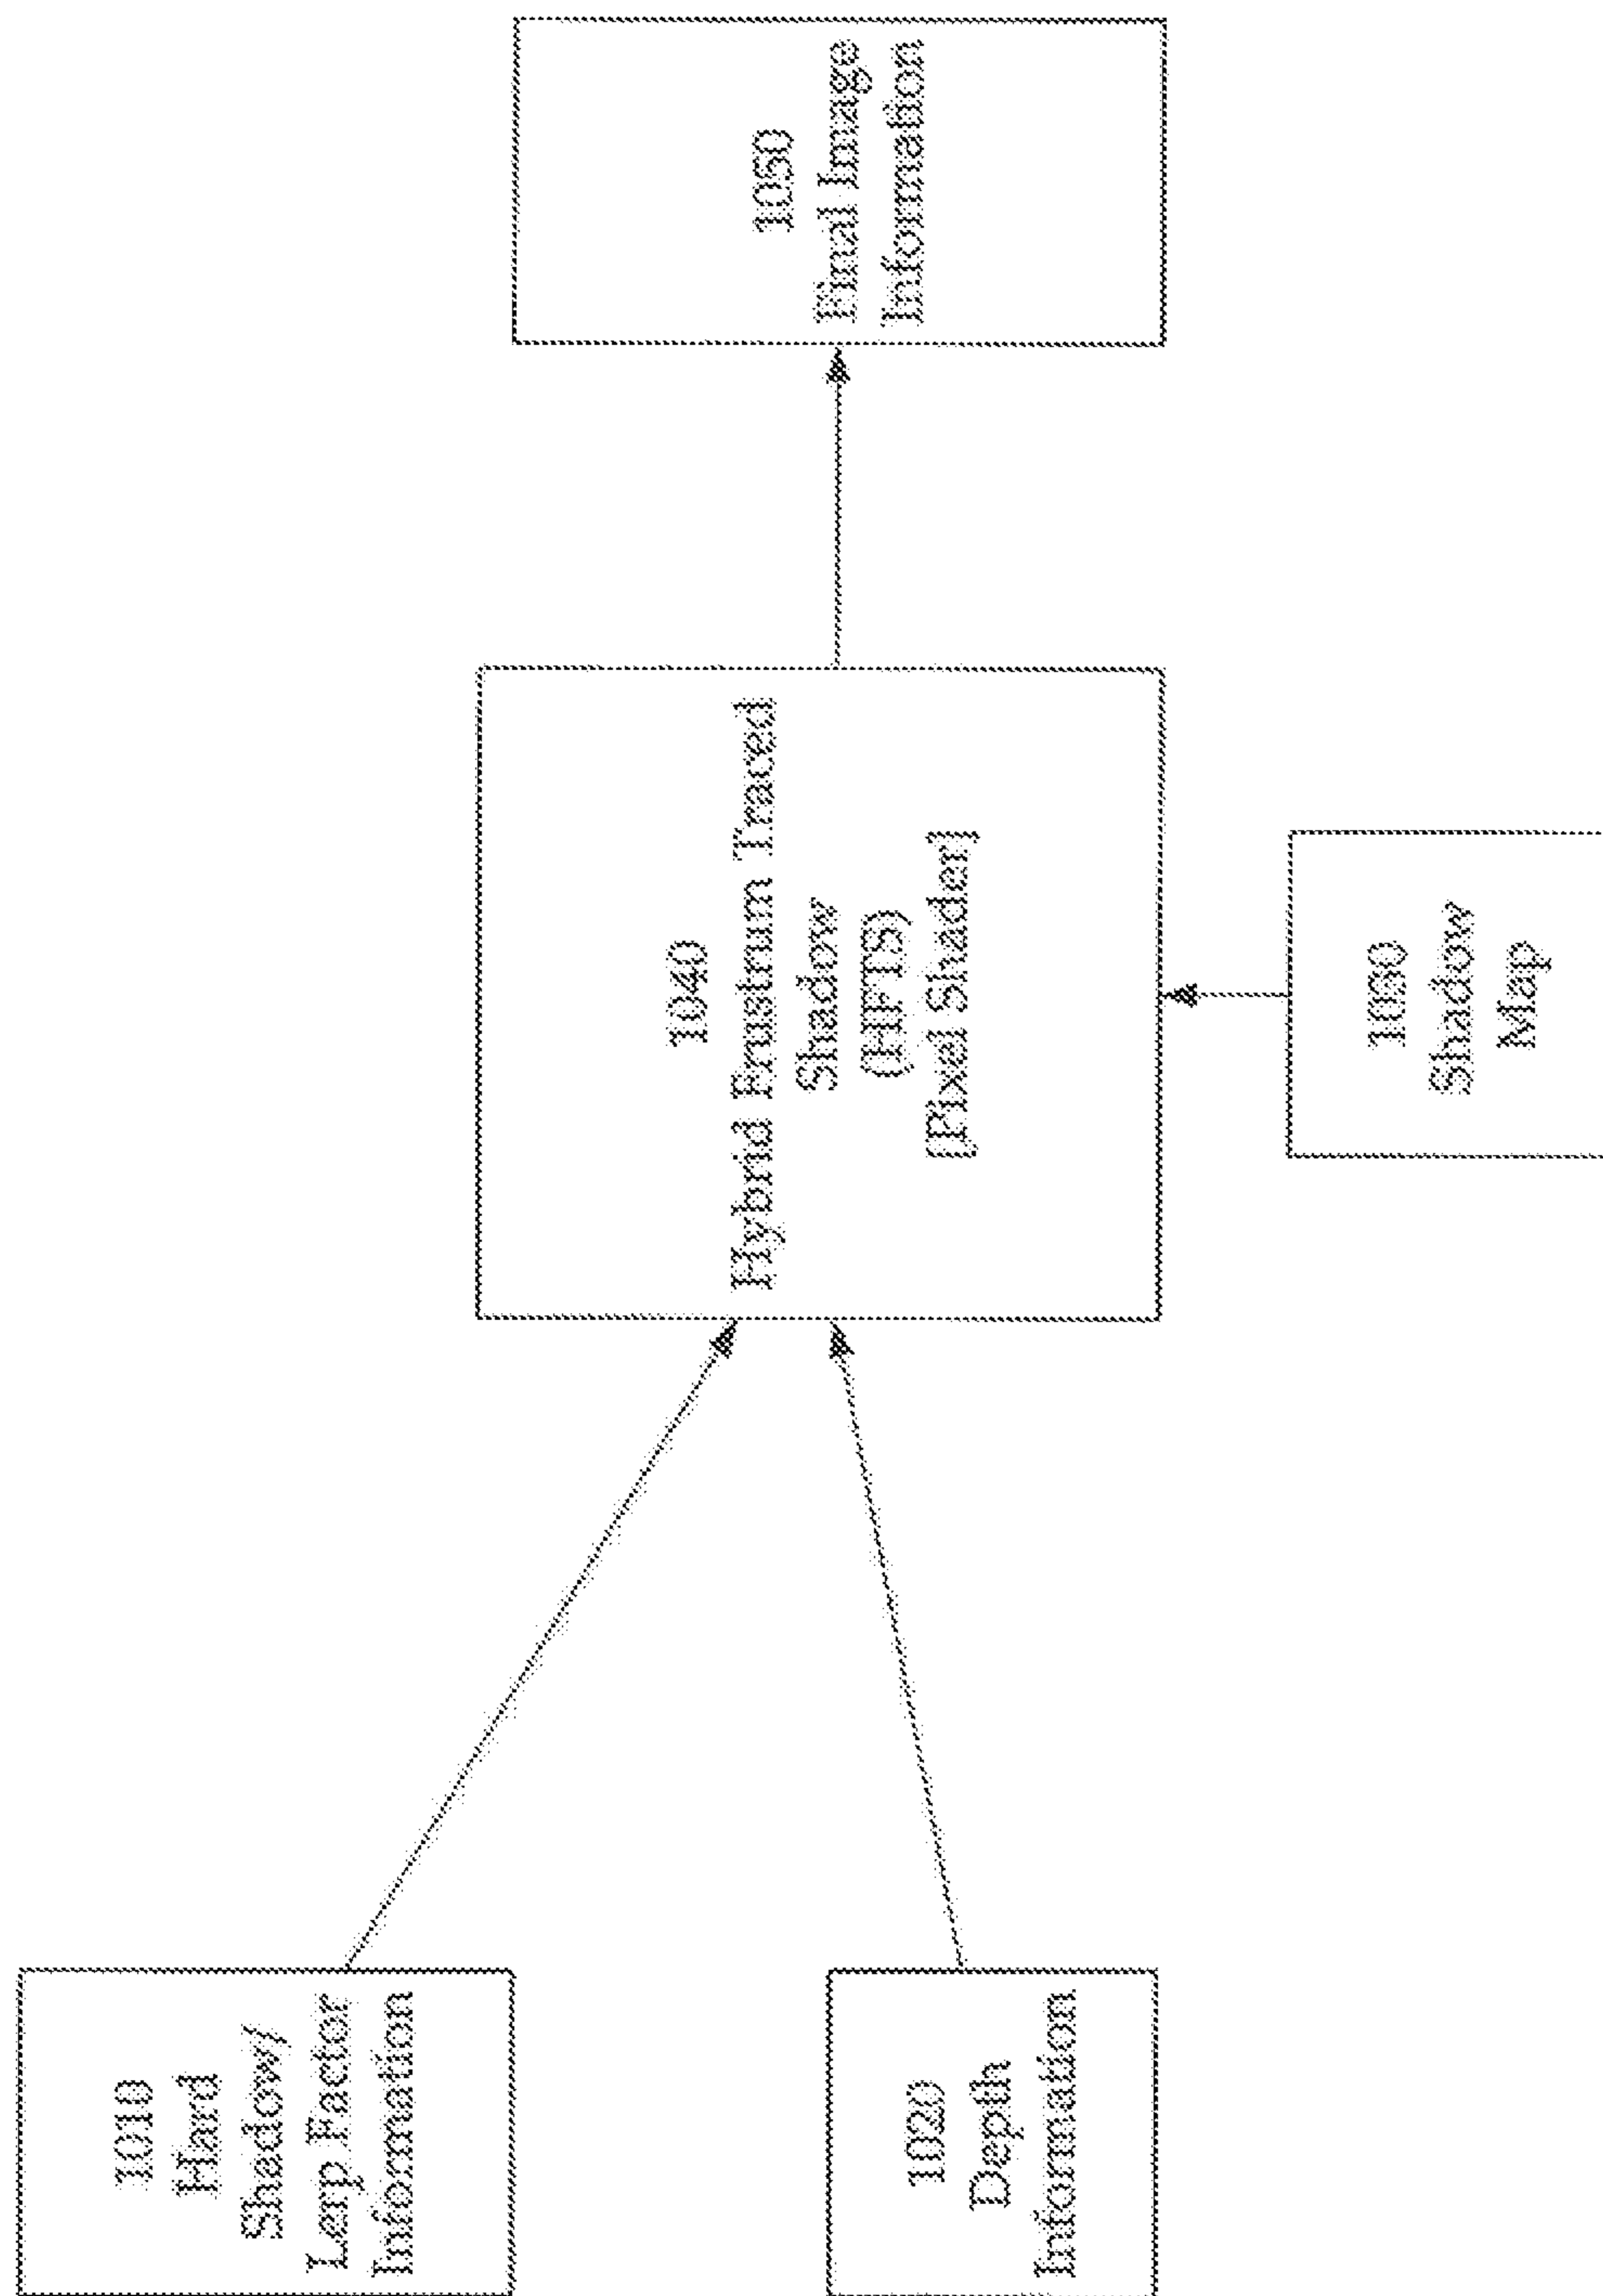 1010
Hard
Shadow/
Lerp Factor
Information
1020
Depth
Information
1040
Hybrid Frustrum Traced
Shadow
(HFTS)
[Pixel Shader]
1030
Shadow
Map
1050
Final Image
Information